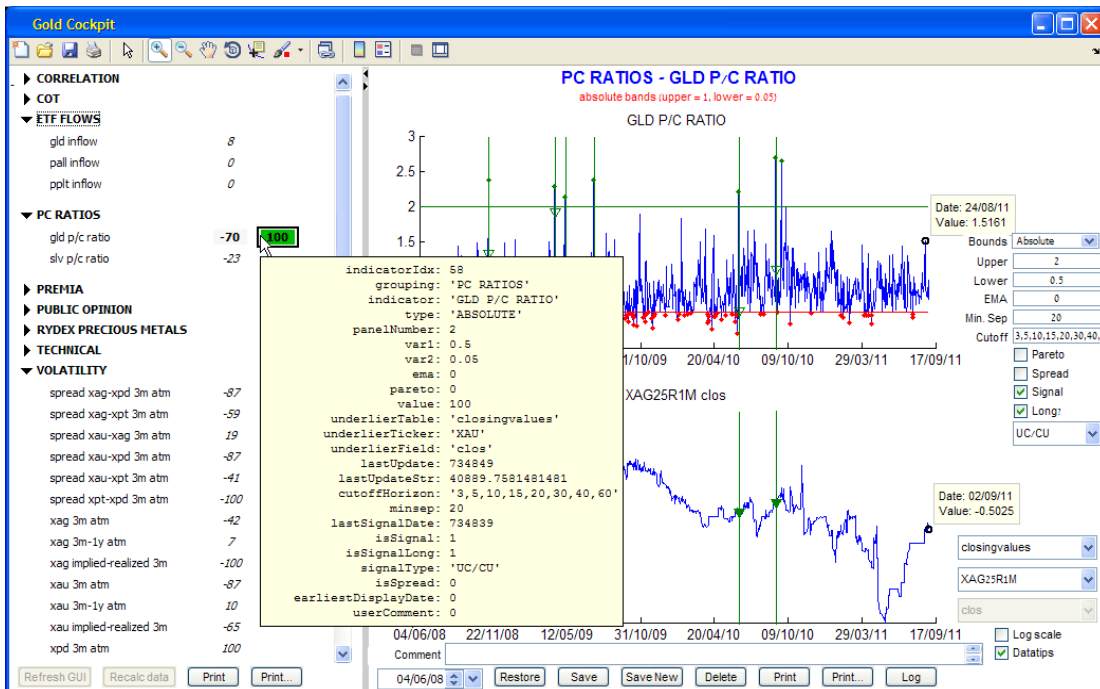 Gold Cockpit
CORRELATION
COT
ETF FLOWS
gld inflow 8
pall inflow 0
pplt inflow 0
PC RATIOS
gld p/c ratio -70 100
slv p/c ratio -23
PREMIA
PUBLIC OPINION
RYDEX PRECIOUS METALS
TECHNICAL
VOLATILITY
spread xag-xpd 3m atm -87
spread xag-xpt 3m atm -59
spread xau-xag 3m atm 19
spread xau-xpd 3m atm -87
spread xau-xpt 3m atm -41
spread xpt-xpd 3m atm -100
xag 3m atm -42
xag 3m-1y atm 7
xag implied-realized 3m -100
xau 3m atm -87
xau 3m-1y atm 10
xau implied-realized 3m -65
xpd 3m atm 100
Refresh GUI Recalc data Print Print...
indicatorIdx: 58
grouping: 'PC RATIOS'
indicator: 'GLD P/C RATIO'
type: 'ABSOLUTE'
panelNumber: 2
var1: 0.5
var2: 0.05
ema: 0
pareto: 0
value: 100
underlierTable: 'closingvalues'
underlierTicker: 'XAU'
underlierField: 'clos'
lastUpdate: 734849
lastUpdateStr: 40889.7581481481
cutoffHorizon: '3,5,10,15,20,30,40,60'
minsep: 20
lastSignalDate: 734839
isSignal: 1
isSignalLong: 1
signalType: 'UC/CU'
isSpread: 0
earliestDisplayDate: 0
userComment: 0
PC RATIOS - GLD P/C RATIO
absolute bands (upper = 1, lower = 0.05)
GLD P/C RATIO
3
2.5
2
1.5
Date: 24/08/11
Value: 1.5161
1/10/09 20/04/10 09/10/10 29/03/11 17/09/11
Bounds Absolute
Upper 2
Lower 0.5
EMA 0
Min. Sep 20
Cutoff 3,5,10,15,20,30,40,
Pareto
Spread
Signal
Long?
UC/CU
XAG25R1M clos
Date: 02/09/11
Value: -0.5025
04/06/08 22/11/08 12/05/09 31/10/09 20/04/10 09/10/10 29/03/11 17/09/11
closingvalues
XAG25R1M
clos
Log scale
Datatips
Comment
04/06/08 Restore Save Save New Delete Print Print... Log